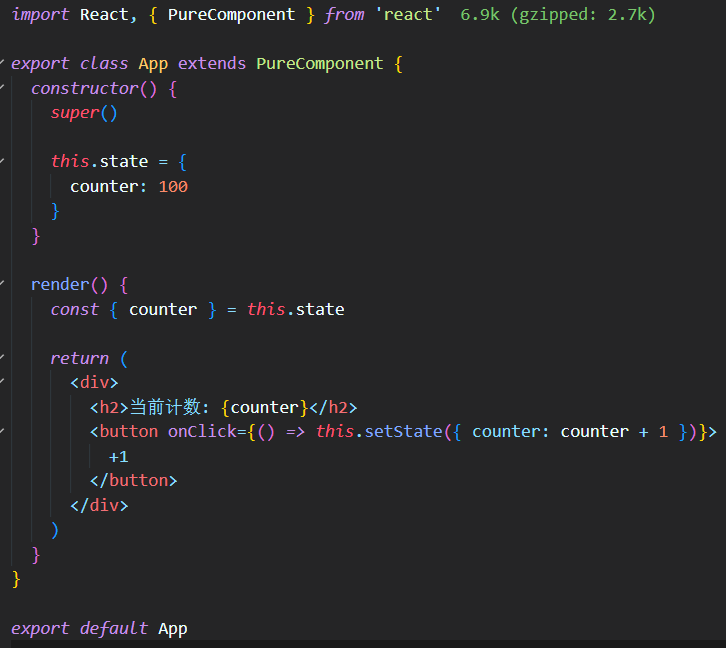 import React, { PureComponent } from 'react'  6.9k (gzipped: 2.7k)

export class App extends PureComponent {
  constructor() {
    super()

    this.state = {
      counter: 100
    }
  }

  render() {
    const { counter } = this.state

    return (
      <div>
        <h2>当前计数: {counter}</h2>
        <button onClick={() => this.setState({ counter: counter + 1 })}>
          +1
        </button>
      </div>
    )
  }
}

export default App